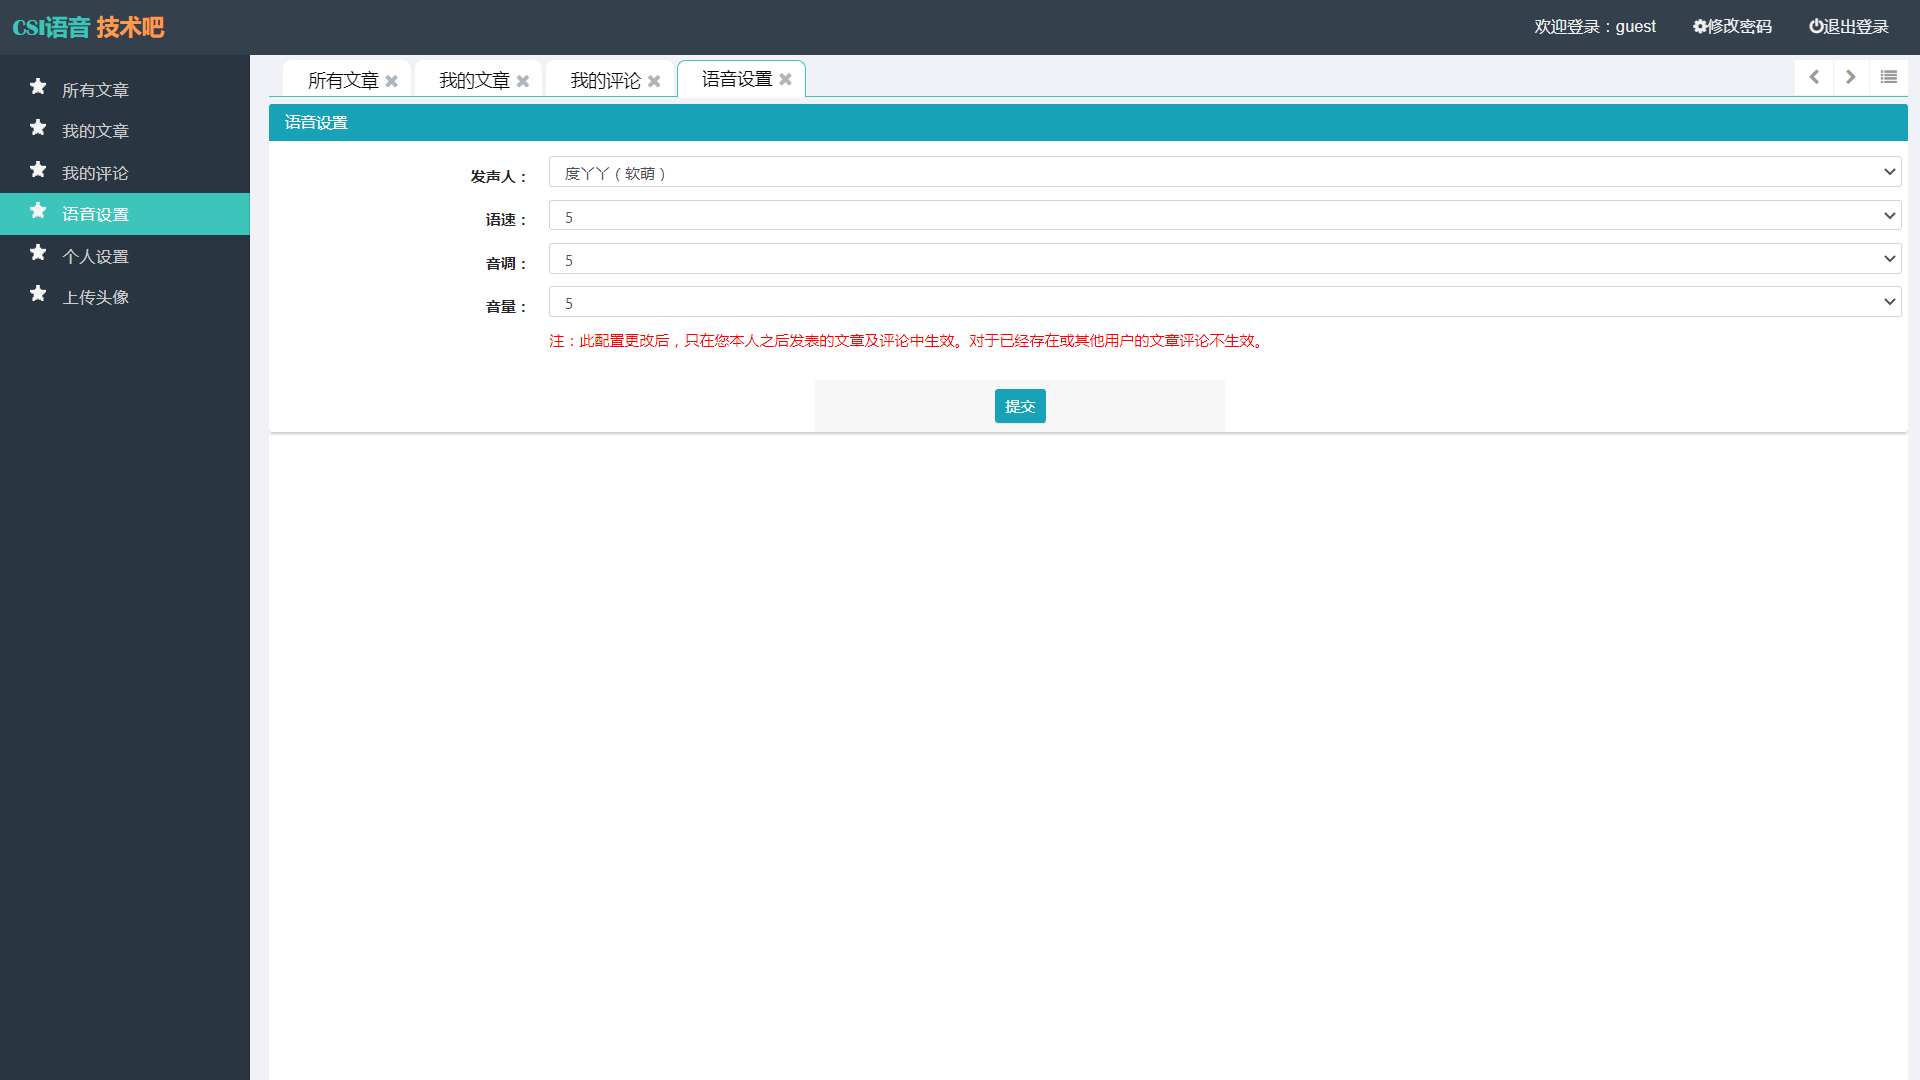 CSI语音 技术吧
欢迎登录：guest
修改密码
退出登录
所有文章
我的文章
我的评论
语音设置
个人设置
上传头像
所有文章
我的文章
我的评论
语音设置
语音设置
发声人：
度丫丫（软萌）
语速：
5
音调：
5
音量：
5
注：此配置更改后，只在您本人之后发表的文章及评论中生效。对于已经存在或其他用户的文章评论不生效。
提交